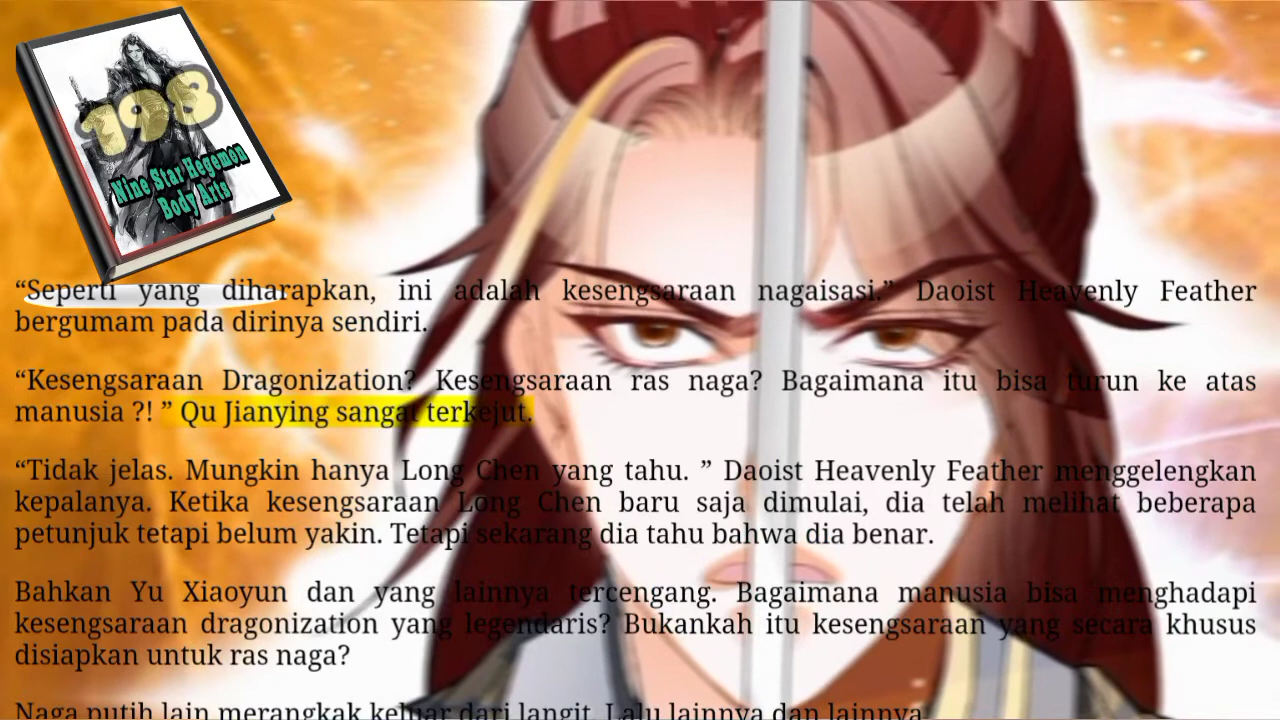 198
Nine Star Hegemon
Body Arts
“Seperti yang diharapkan, ini adalah kesengsaraan nagaisasi.” Daoist Heavenly Feather
bergumam pada dirinya sendiri.
“Kesengsaraan Dragonization? Kesengsaraan ras naga? Bagaimana itu bisa turun ke atas
manusia ?! ” Qu Jianying sangat terkejut.
“Tidak jelas. Mungkin hanya Long Chen yang tahu. ” Daoist Heavenly Feather menggelengkan
kepalanya. Ketika kesengsaraan Long Chen baru saja dimulai, dia telah melihat beberapa
petunjuk tetapi belum yakin. Tetapi sekarang dia tahu bahwa dia benar.
Bahkan Yu Xiaoyun dan yang lainnya tercengang. Bagaimana manusia bisa menghadapi
kesengsaraan dragonization yang legendaris? Bukankah itu kesengsaraan yang secara khusus
disiapkan untuk ras naga?
Naga putih lain merangkak keluar dari langit. Lalu lainnya dan lainnya.